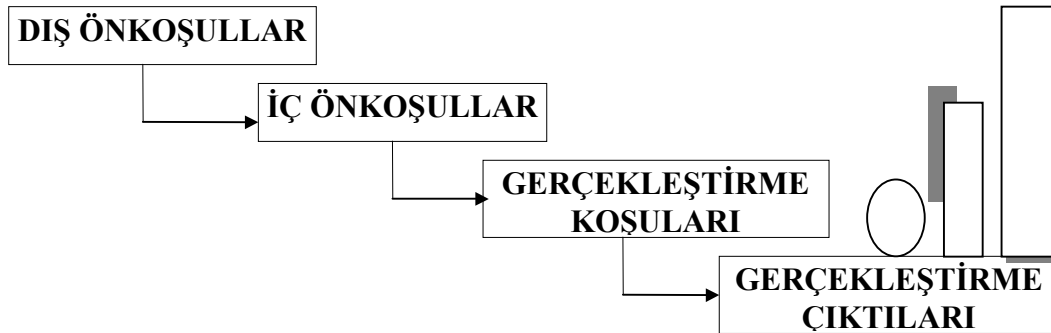 DIŞ ÖNKOŞULLAR
İÇ ÖNKOŞULLAR
GERÇEKLEŞTİRME
KOŞULARI
GERÇEKLEŞTİRME
ÇIKTILARI